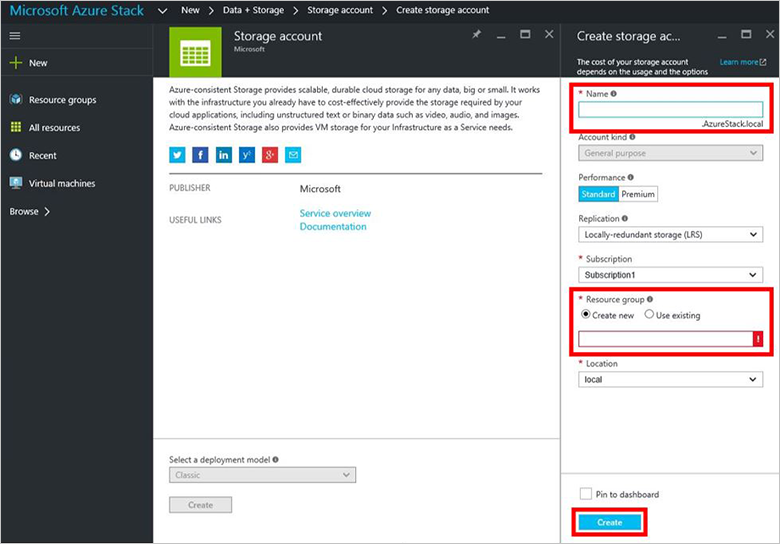 Microsoft Azure Stack
New > Data + Storage > Storage account > Create storage account
New
Resource groups
All resources
Recent
Virtual machines
Browse
Storage account
Microsoft
Azure-consistent Storage provides scalable, durable cloud storage for any data, big or small. It works
with the infrastructure you already have to cost-effectively provide the storage required by your
cloud applications, including unstructured text or binary data such as video, audio, and images.
Azure-consistent Storage also provides VM storage for your Infrastructure as a Service needs.
PUBLISHER Microsoft
USEFUL LINKS Service overview
Documentation
Select a deployment model
Classic
Create
Create storage ac...
The cost of your storage account
depends on the usage and the options
Learn more
* Name
.AzureStack.local
Account kind
General purpose
Performance
Standard Premium
Replication
Locally-redundant storage (LRS)
* Subscription
Subscription1
* Resource group
Create new Use existing
!
* Location
local
Pin to dashboard
Create